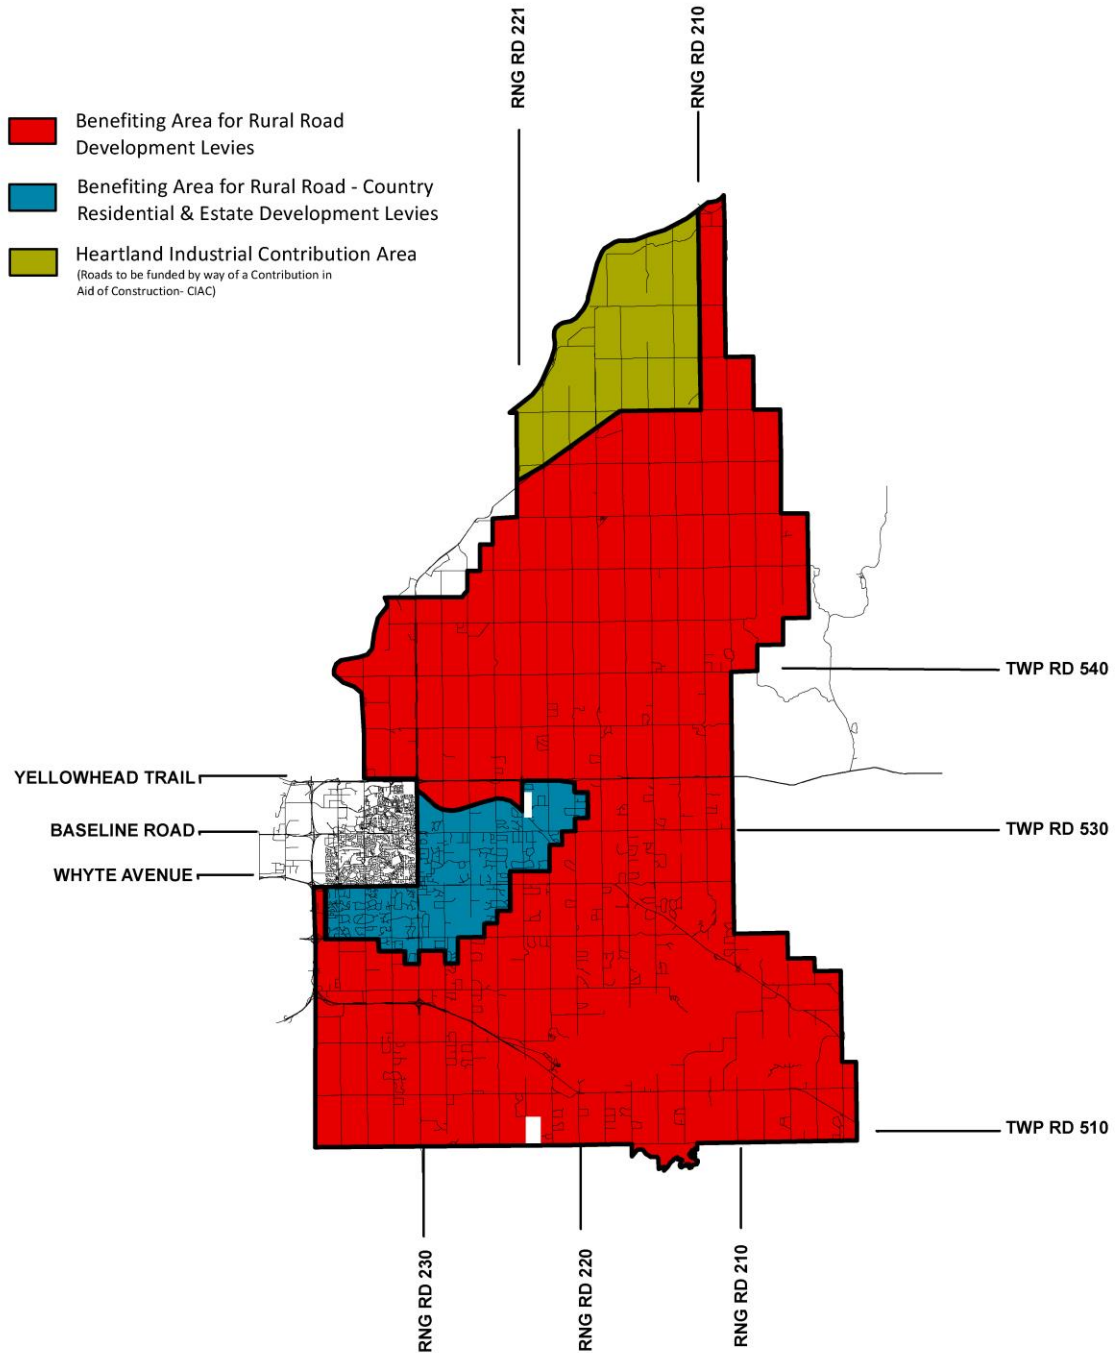 RNG RD 221
RNG RD 210
Benefiting Area for Rural Road
Development Levies
Benefiting Area for Rural Road - Country
Residential & Estate Development Levies
Heartland Industrial Contribution Area
(Roads to be funded by way of a Contribution in
Aid of Construction- CIAC)
TWP RD 540
YELLOWHEAD TRAIL
BASELINE ROAD
TWP RD 530
WHYTE AVENUE
TWP RD 510
RNG RD 230
RNG RD 220
RNG RD 210